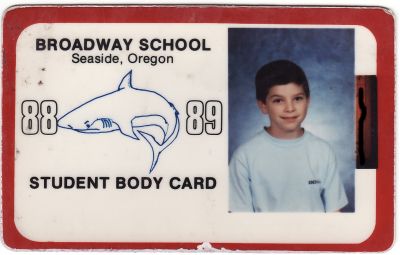 BROADWAY SCHOOL
Seaside, Oregon
88 89
STUDENT BODY CARD